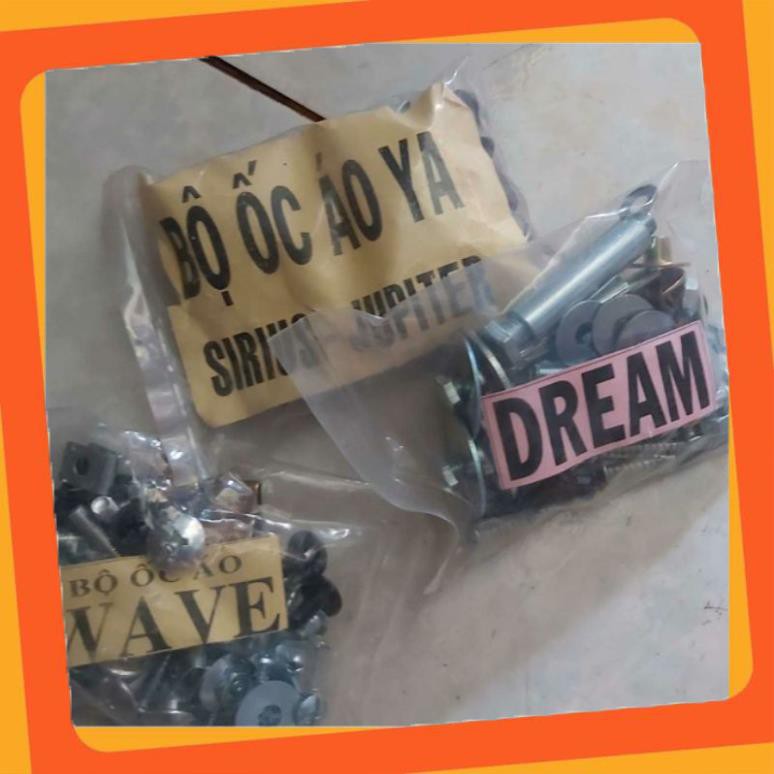 BỘ ỐC ÁO YA
SIRIUS - JUPITER
DREAM
BỘ ỐC ÁO
WAVE